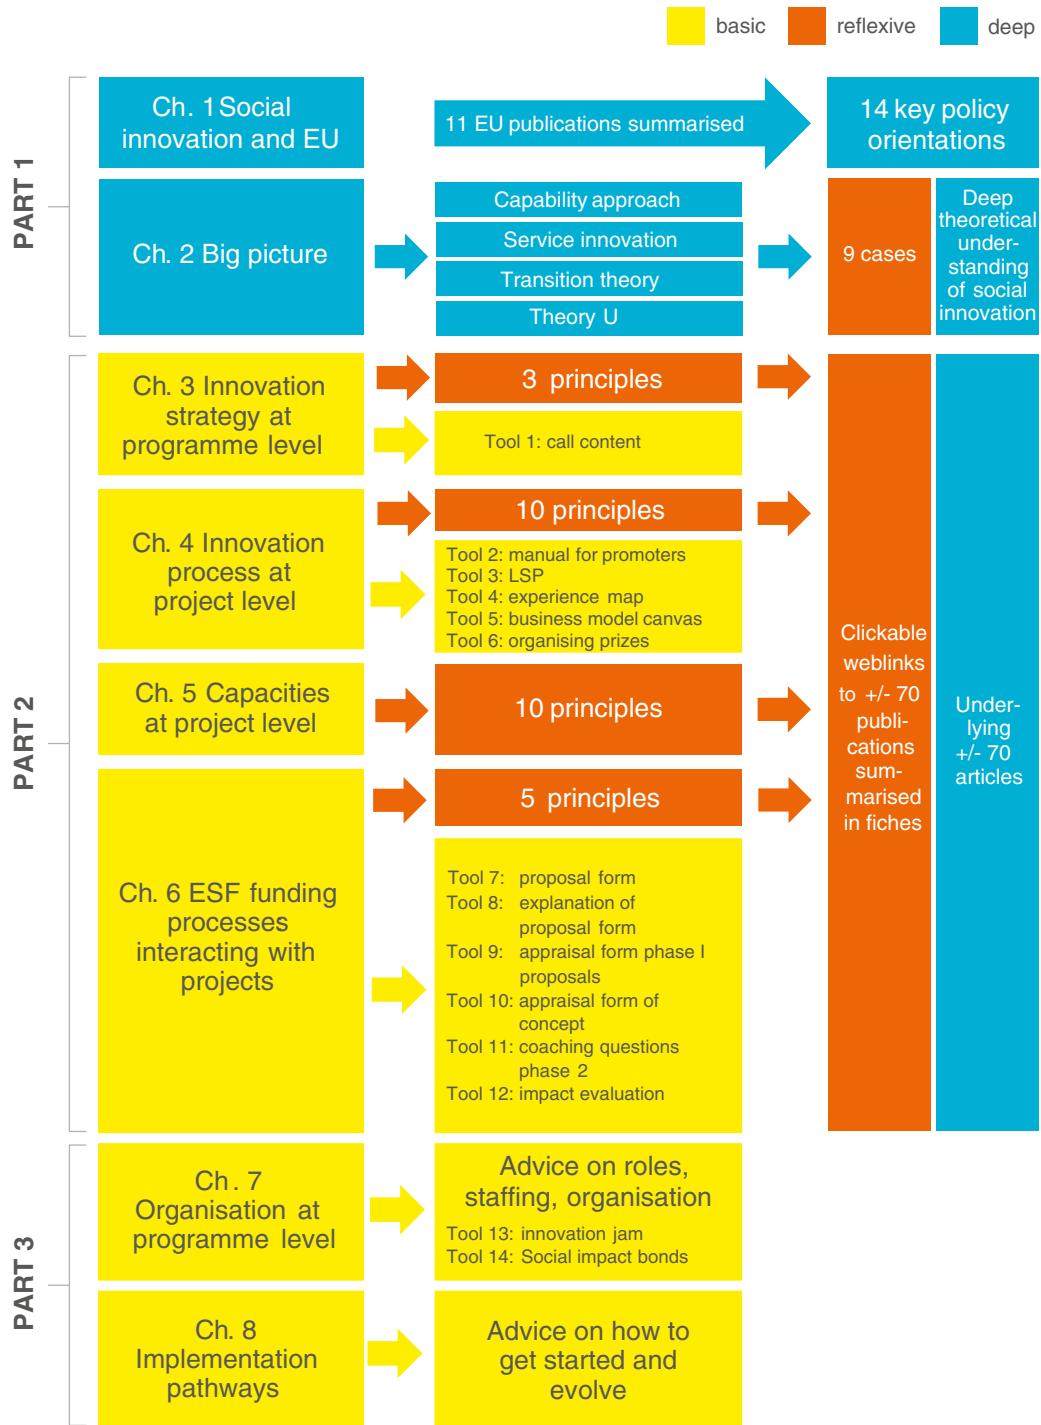 basic
reflexive
deep
PART 1
Ch. 1 Social
innovation and EU
11 EU publications summarised
14 key policy
orientations
Ch. 2 Big picture
Capability approach
Service innovation
Transition theory
Theory U
9 cases
Deep
theoretical
under-
standing
of social
innovation
PART 2
Ch. 3 Innovation
strategy at
programme level
3 principles
Tool 1: call content
Ch. 4 Innovation
process at
project level
10 principles
Tool 2: manual for promoters
Tool 3: LSP
Tool 4: experience map
Tool 5: business model canvas
Tool 6: organising prizes
Ch. 5 Capacities
at project level
10 principles
Ch. 6 ESF funding
processes
interacting with
projects
5 principles
Tool 7: proposal form
Tool 8: explanation of
proposal form
Tool 9: appraisal form phase I
proposals
Tool 10: appraisal form of
concept
Tool 11: coaching questions
phase 2
Tool 12: impact evaluation
Clickable
weblinks
to +/- 70
publi-
cations
sum-
marised
in fiches
Under-
lying
+/- 70
articles
PART 3
Ch. 7
Organisation at
programme level
Advice on roles,
staffing, organisation
Tool 13: innovation jam
Tool 14: Social impact bonds
Ch. 8
Implementation
pathways
Advice on how to
get started and
evolve